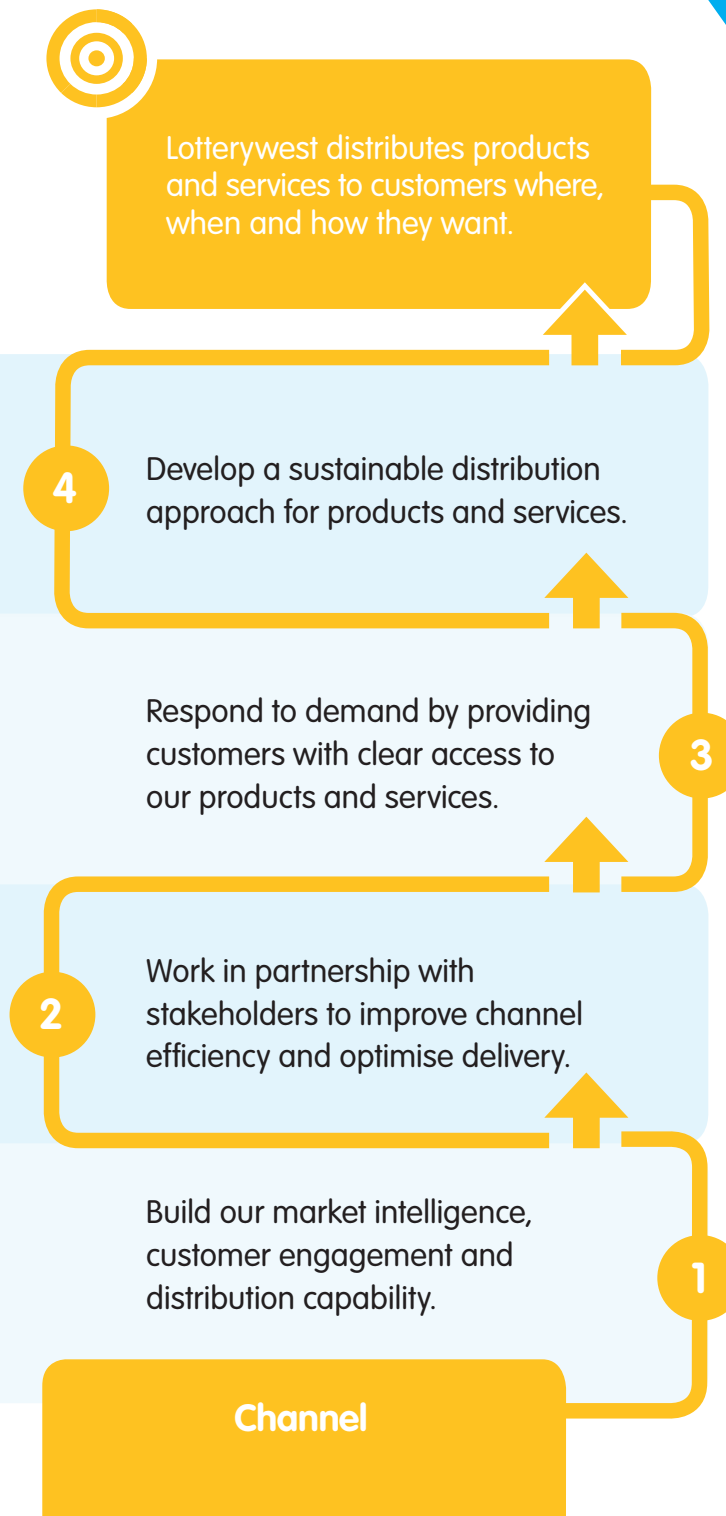 Lotterywest distributes products
and services to customers where,
when and how they want.
4
Develop a sustainable distribution
approach for products and services.
Respond to demand by providing
customers with clear access to
our products and services.
3
Work in partnership with
stakeholders to improve channel
efficiency and optimise delivery.
2
Build our market intelligence,
customer engagement and
distribution capability.
1
Channel